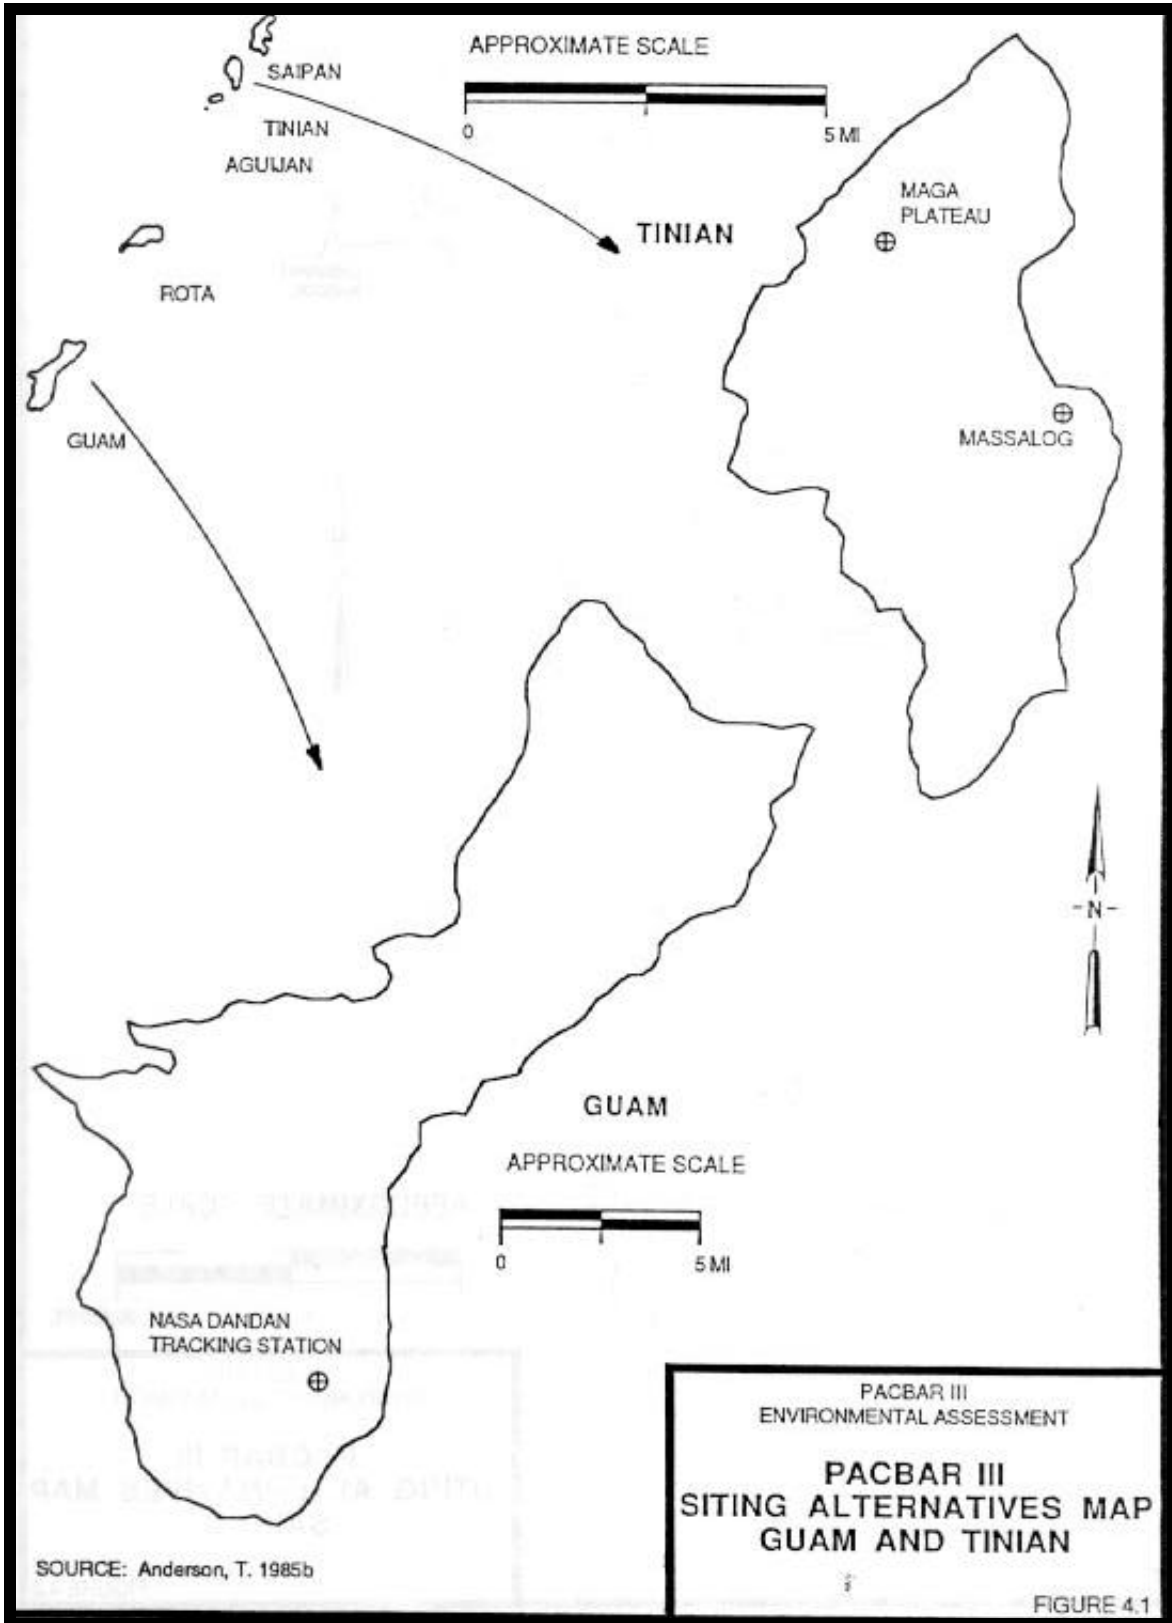 APPROXIMATE SCALE
0
5 MI
SAIPAN
TINIAN
AGUIJAN
ROTA
GUAM
TINIAN
MAGA
PLATEAU
MASSALOG
-N-
GUAM
APPROXIMATE SCALE
0
5 MI
NASA DANDAN
TRACKING STATION
SOURCE: Anderson, T. 1985b
PACBAR III
ENVIRONMENTAL ASSESSMENT
PACBAR III
SITING ALTERNATIVES MAP
GUAM AND TINIAN
FIGURE 4.1